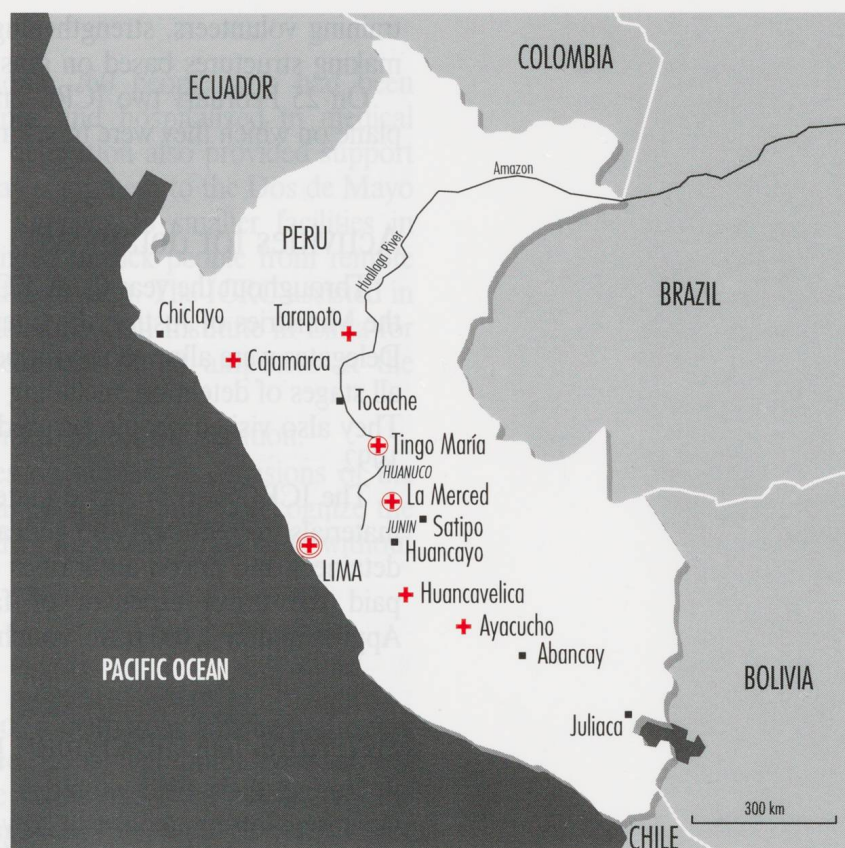 COLOMBIA
ECUADOR
Amazon
PERU
Huallaga River
BRAZIL
Chiclayo
Tarapoto
Cajamarca
Tocache
Tingo María
HUANUCO
La Merced
JUNIN
Satipo
Huancayo
LIMA
Huancavelica
Ayacucho
PACIFIC OCEAN
Abancay
BOLIVIA
Juliaca
300 km
CHILE